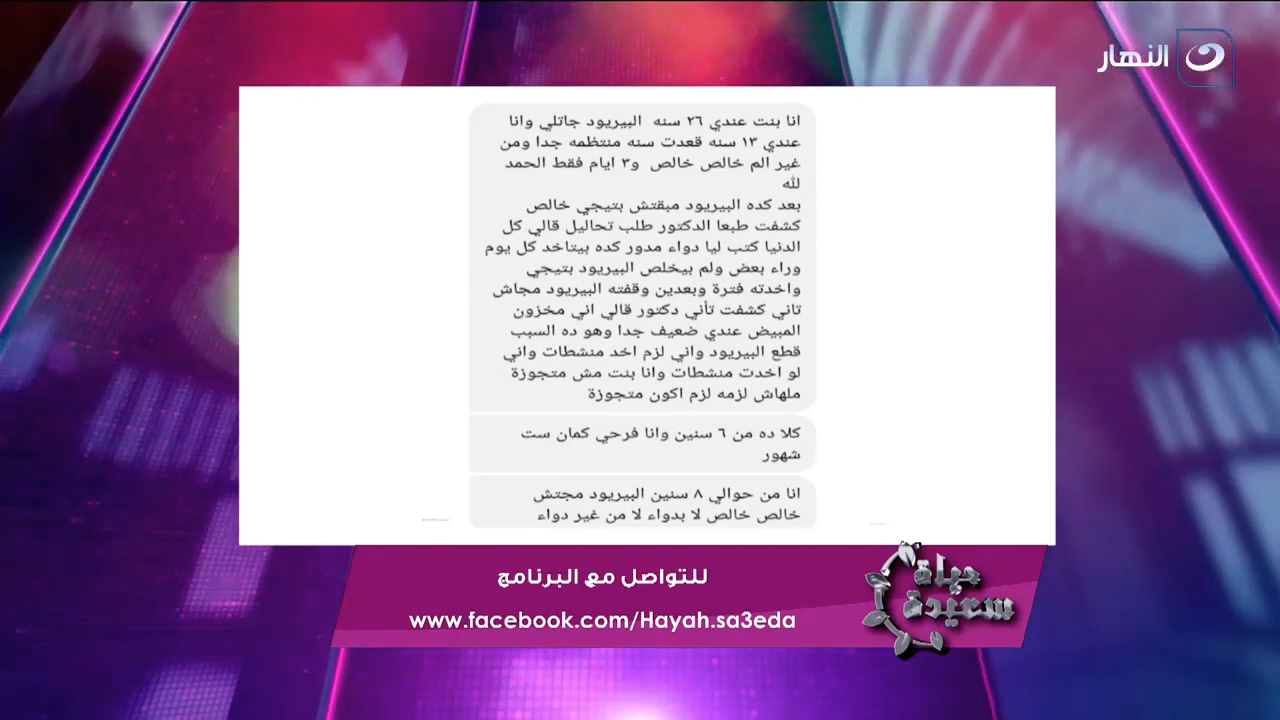 النهار
انا بنت عندي ٢٦ سنه البيريود جاتلي وانا
عندي ١٣ سنه قعدت سنه منتظمه جدا ومن
غير الم خالص خالص و٣ ايام فقط الحمد
لله
بعد كده البيريود مبقتش بتيجي خالص
كشفت طبعا الدكتور طلب تحاليل قالي كل
الدنيا كتب ليا دواء مدور كده بيتاخد كل يوم
وراء بعض ولم بيخلص البيريود بتيجي
واخدته فترة وبعدين وقفته البيريود مجاش
تاني كشفت تأني دكتور قالي اني مخزون
المبيض عندي ضعيف جدا وهو ده السبب
قطع البيريود واني لزم اخد منشطات واني
لو اخدت منشطات وانا بنت مش متجوزة
ملهاش لزمه لزم اكون متجوزة
كلا ده من ٦ سنين وانا فرحي كمان ست
شهور
انا من حوالي ٨ سنين البيريود مجتش
خالص خالص لا بدواء لا من غير دواء
للتواصل مع البرنامج
www.facebook.com/Hayah.sa3eda
حياة
سعيدة